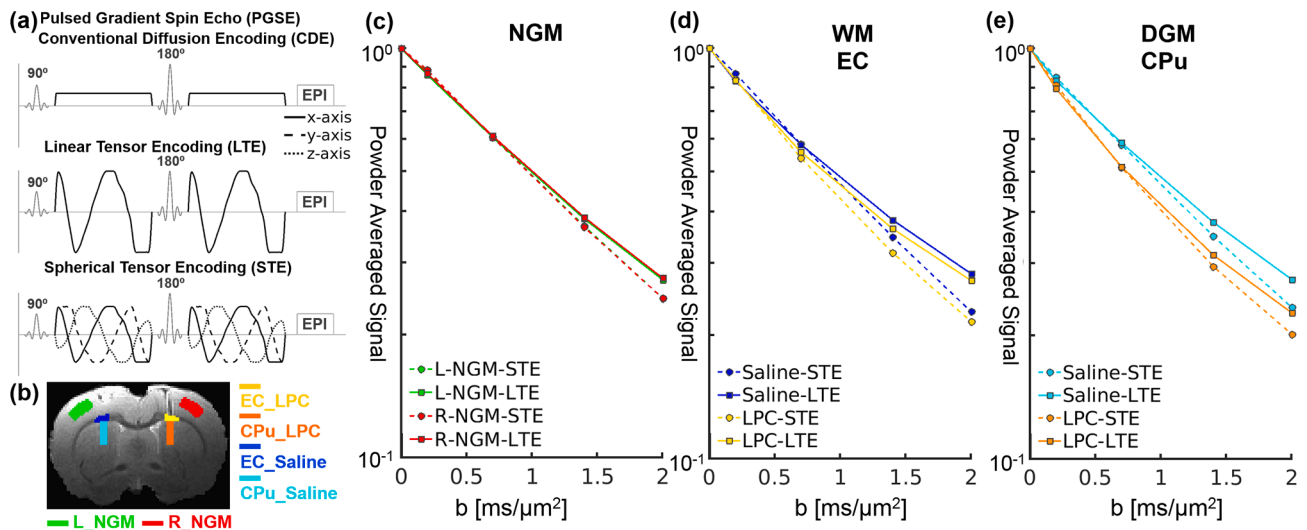 (a) Pulsed Gradient Spin Echo (PGSE)
Conventional Diffusion Encoding (CDE)
90º
180º
EPI
x-axis
y-axis
z-axis
Linear Tensor Encoding (LTE)
90º
180º
EPI
Spherical Tensor Encoding (STE)
90º
180º
EPI
(b)
EC_LPC
CPu_LPC
EC_Saline
CPu_Saline
L_NGM R_NGM
(c)
NGM
10⁰
Powder Averaged Signal
10⁻¹
L-NGM-STE
L-NGM-LTE
R-NGM-STE
R-NGM-LTE
0 0.5 1 1.5 2
b [ms/µm²]
(d)
WM
EC
10⁰
Powder Averaged Signal
10⁻¹
Saline-STE
Saline-LTE
LPC-STE
LPC-LTE
0 0.5 1 1.5 2
b [ms/µm²]
(e)
DGM
CPu
10⁰
Powder Averaged Signal
10⁻¹
Saline-STE
Saline-LTE
LPC-STE
LPC-LTE
0 0.5 1 1.5 2
b [ms/µm²]